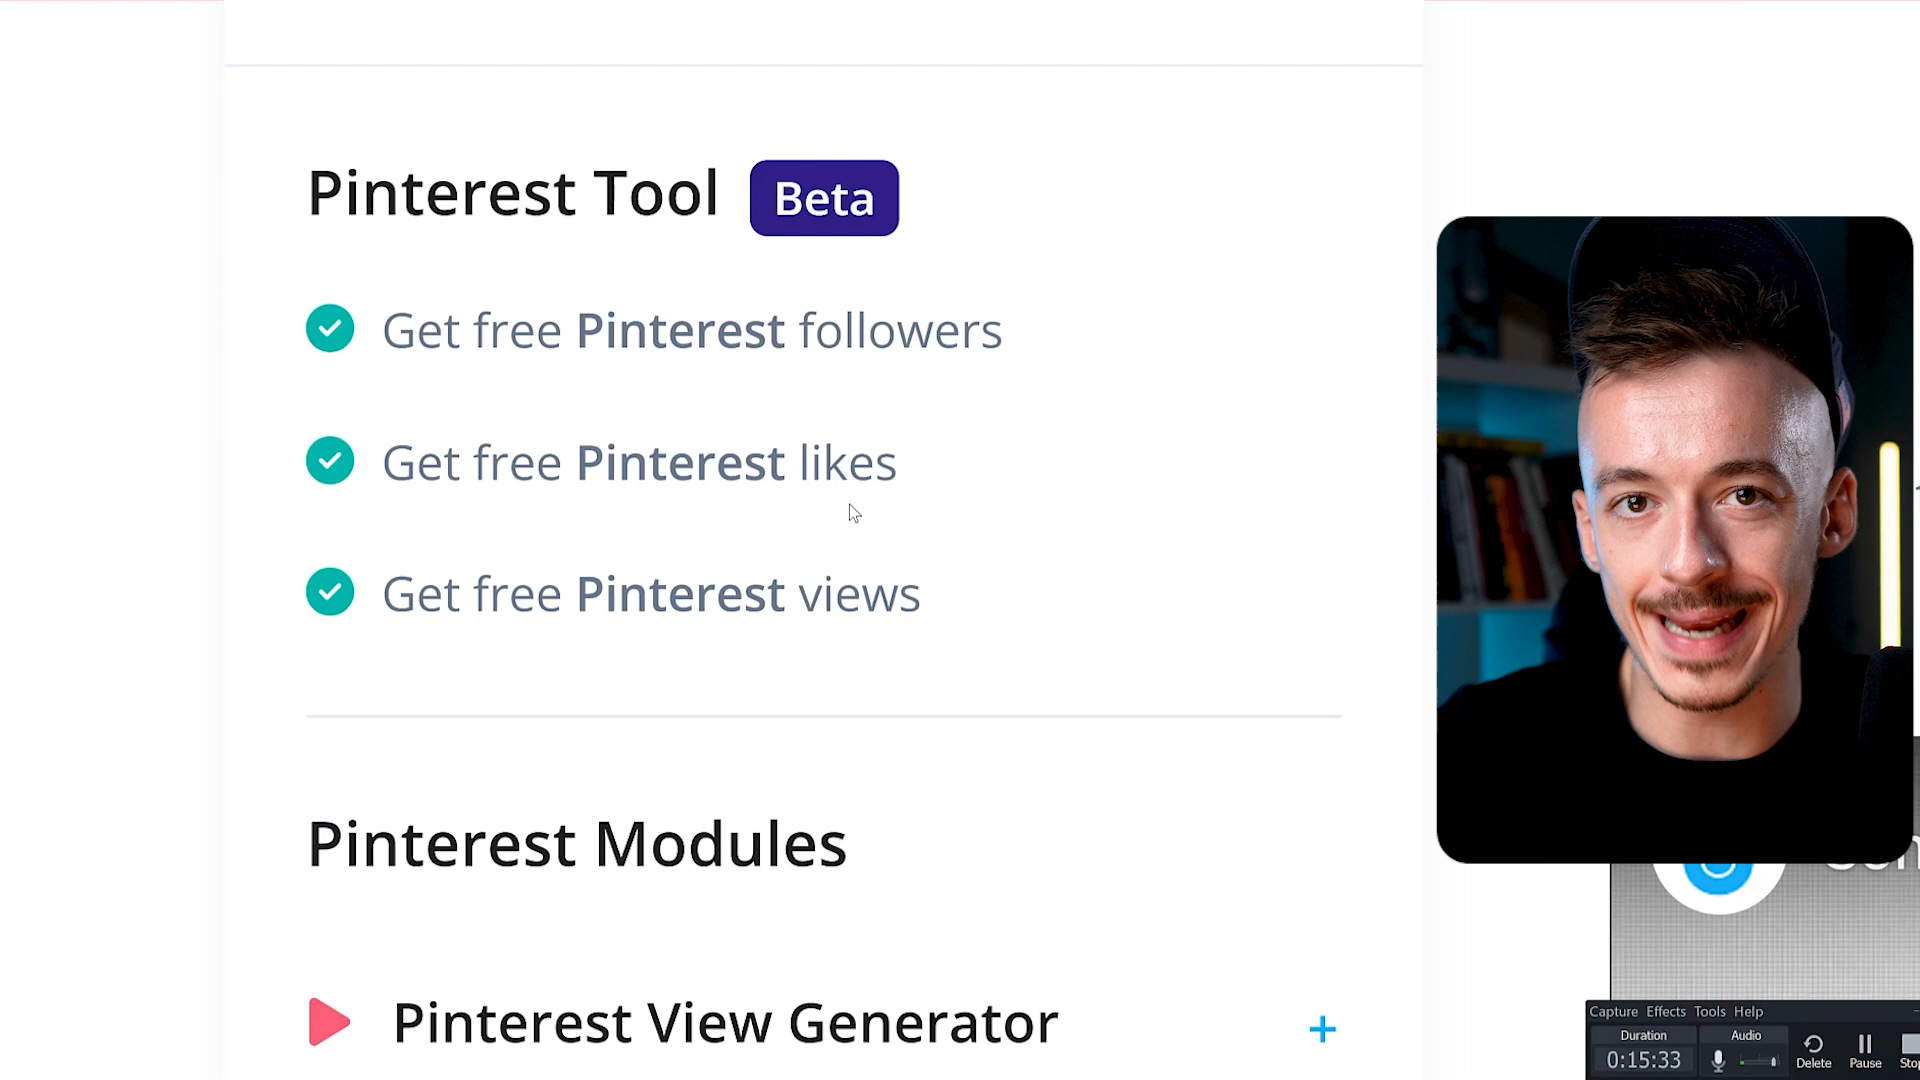 Pinterest Tool Beta
Get free Pinterest followers
Get free Pinterest likes
Get free Pinterest views
Pinterest Modules
Pinterest View Generator
+
Capture Effects Tools Help
Duration Audio
0:15:33
Delete Pause